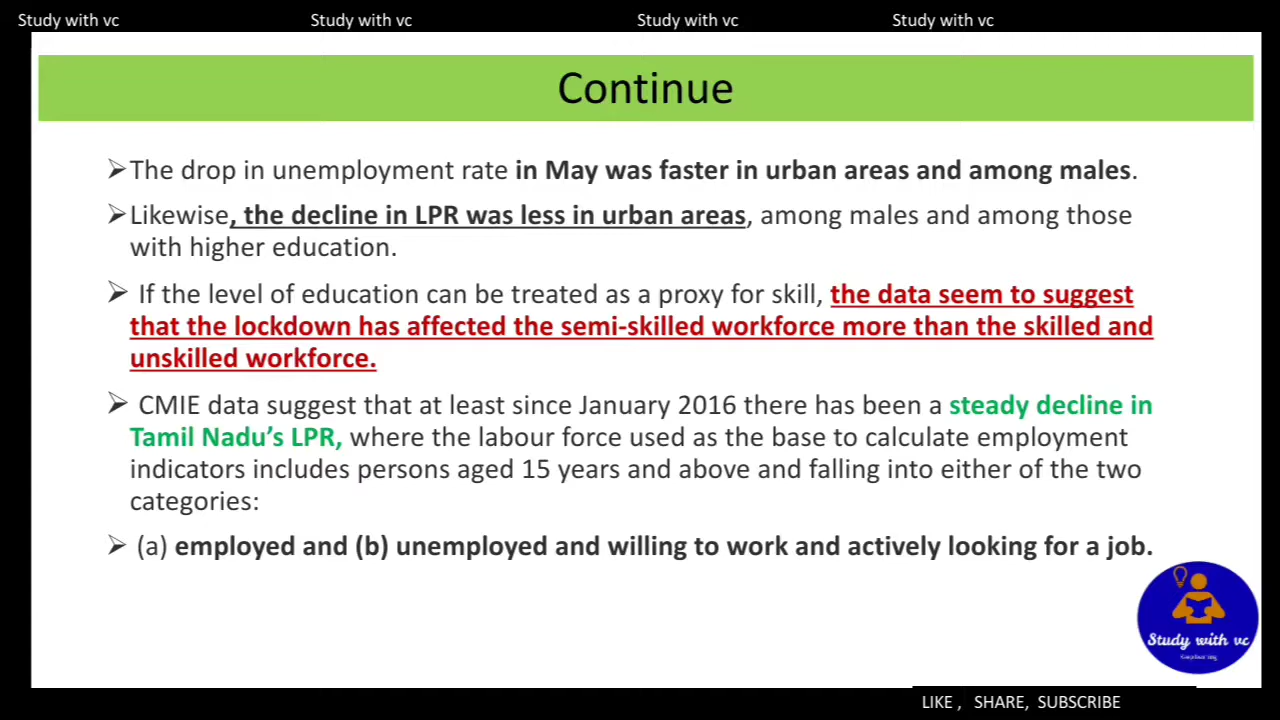 Study with vc Study with vc Study with vc Study with vc
Continue
➢The drop in unemployment rate in May was faster in urban areas and among males.
➢Likewise, the decline in LPR was less in urban areas, among males and among those
with higher education.
➢ If the level of education can be treated as a proxy for skill, the data seem to suggest
that the lockdown has affected the semi-skilled workforce more than the skilled and
unskilled workforce.
➢ CMIE data suggest that at least since January 2016 there has been a steady decline in
Tamil Nadu’s LPR, where the labour force used as the base to calculate employment
indicators includes persons aged 15 years and above and falling into either of the two
categories:
➢ (a) employed and (b) unemployed and willing to work and actively looking for a job.
Study with vc
LIKE , SHARE, SUBSCRIBE